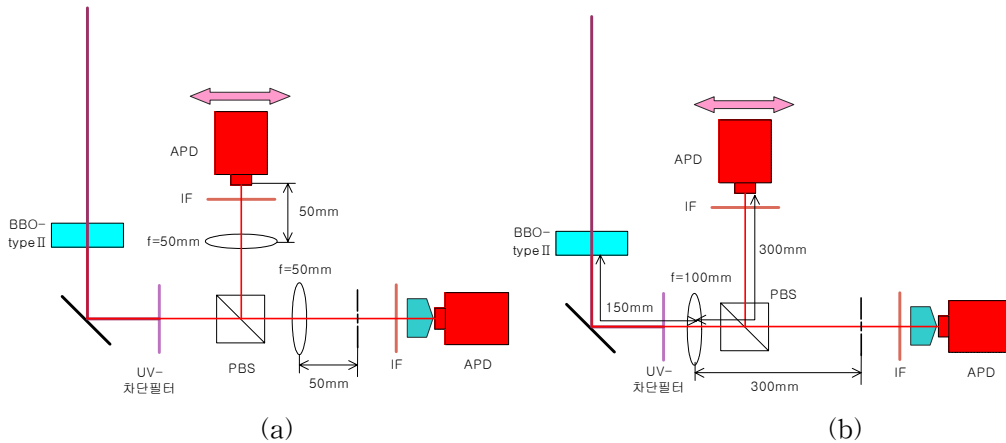 APD
IF
50mm
BBO-
typeⅡ
f=50mm
f=50mm
UV-
차단필터
PBS
50mm
IF
APD
(a)
APD
IF
BBO-
typeⅡ
300mm
f=100mm
PBS
150mm
UV-
차단필터
300mm
IF
APD
(b)